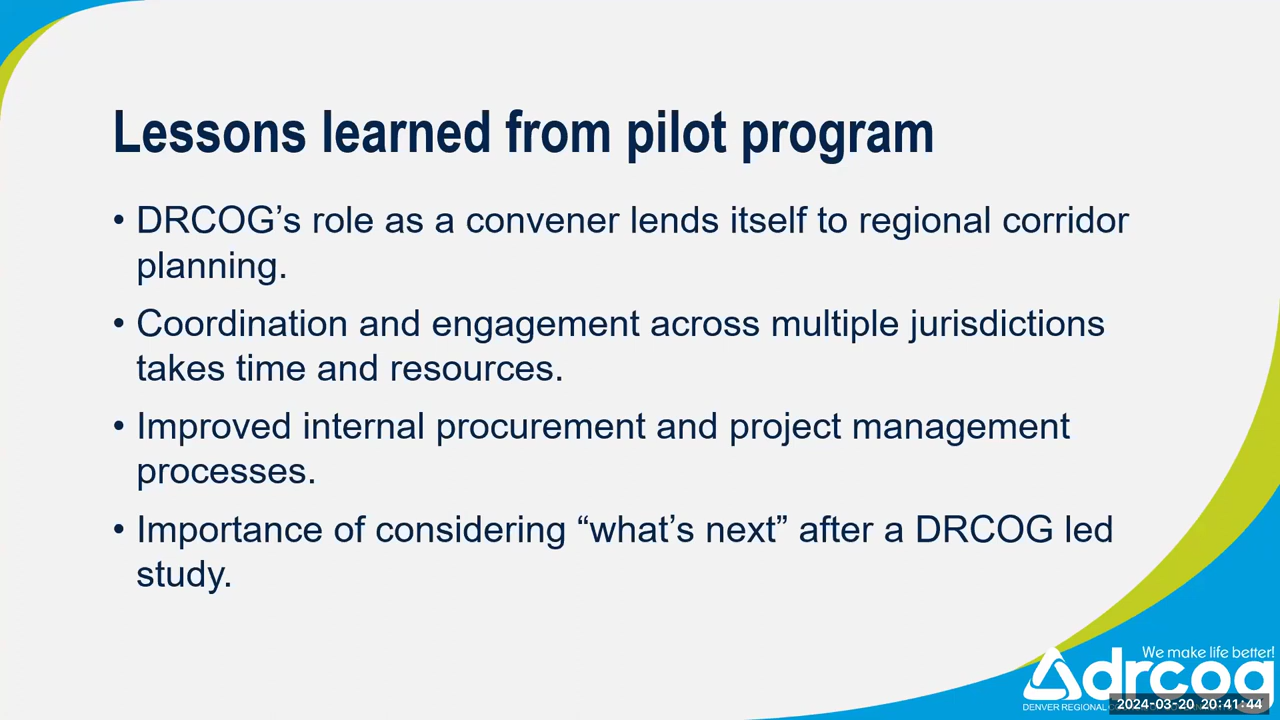 Lessons learned from pilot program
• DRCOG’s role as a convener lends itself to regional corridor
planning.
• Coordination and engagement across multiple jurisdictions
takes time and resources.
• Improved internal procurement and project management
processes.
• Importance of considering “what’s next” after a DRCOG led
study.
We make life better!
drcog
DENVER REGIONAL
2024-03-20 20:41:44